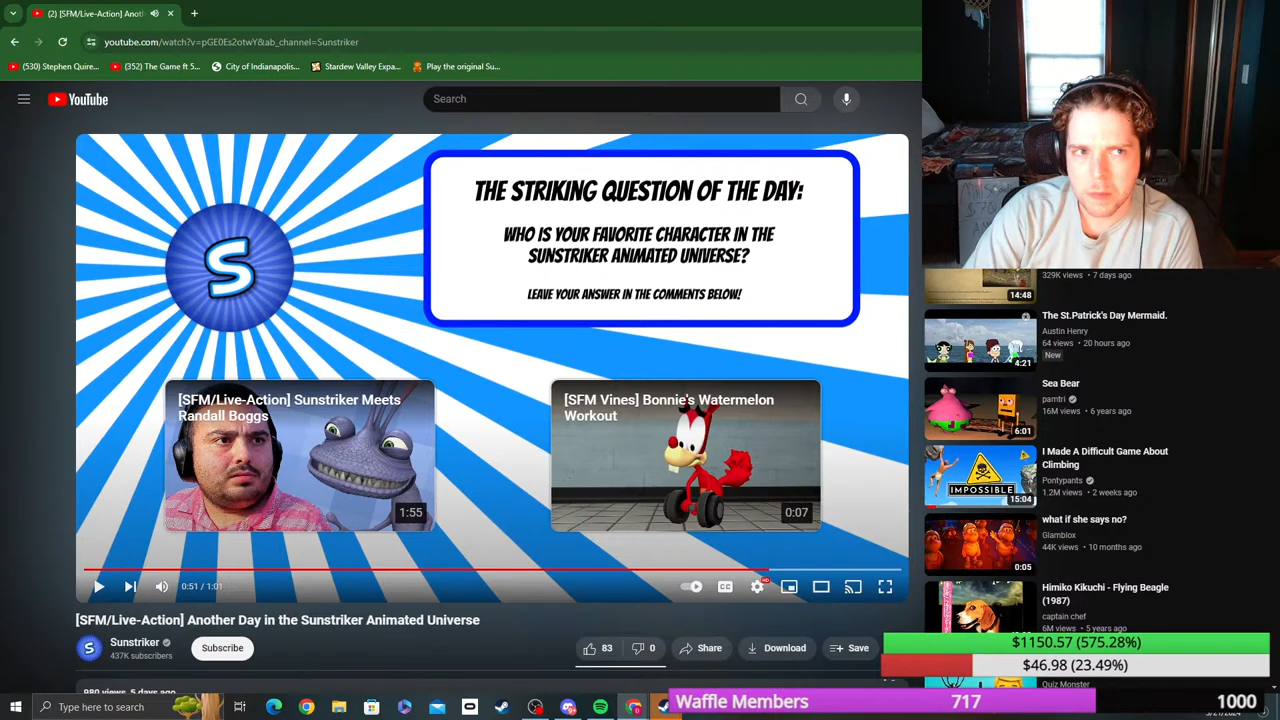 (2) [SFM/Live-Action] Anot
youtube.com/watch?v=pGE0Es2otwY&ab_channel=Sunstriker
(530) Stephen Quire...
(352) The Game ft 5...
City of Indianapolis...
Stardew Valley Expa...
Play the original Su...
YouTube
Search
THE STRIKING QUESTION OF THE DAY:
WHO IS YOUR FAVORITE CHARACTER IN THE
SUNSTRIKER ANIMATED UNIVERSE?
LEAVE YOUR ANSWER IN THE COMMENTS BELOW!
S
[SFM/Live-Action] Sunstriker Meets
Randall Boggs
1:55
[SFM Vines] Bonnie's Watermelon
Workout
0:07
0:51 / 1:01
CC
HD
[SFM/Live-Action] Another Day in the Sunstriker Animated Universe
S
Sunstriker
437K subscribers
Subscribe
83
0
Share
Download
Save
980 views 5 days ago
329K views • 7 days ago
14:48
The St.Patrick's Day Mermaid.
Austin Henry
64 views • 20 hours ago
New
4:21
Sea Bear
pamtri
16M views • 6 years ago
6:01
I Made A Difficult Game About
Climbing
Pontypants
1.2M views • 2 weeks ago
IMPOSSIBLE
15:04
what if she says no?
Glamblox
44K views • 10 months ago
0:05
Himiko Kikuchi - Flying Beagle
(1987)
captain chef
6M views • 5 years ago
$1150.57 (575.28%)
$46.98 (23.49%)
Quiz Monster
Waffle Members
717
1000
Type here to search